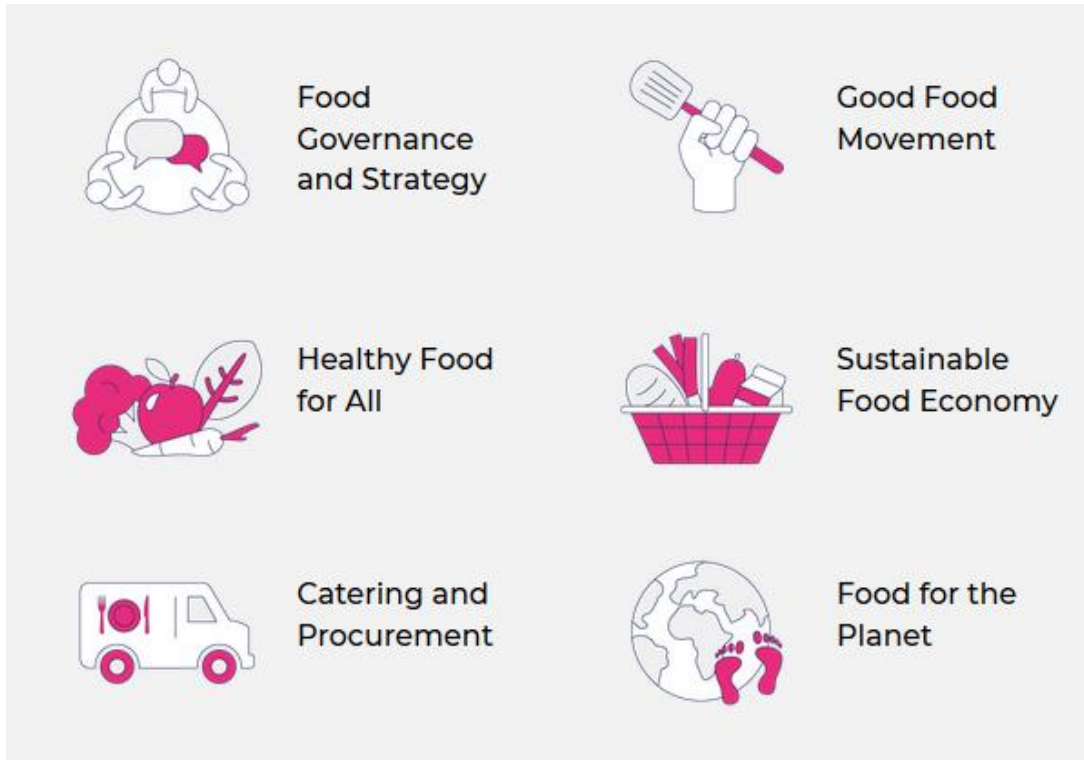 Food
Governance
and Strategy
Good Food
Movement
Healthy Food
for All
Sustainable
Food Economy
Catering and
Procurement
Food for the
Planet